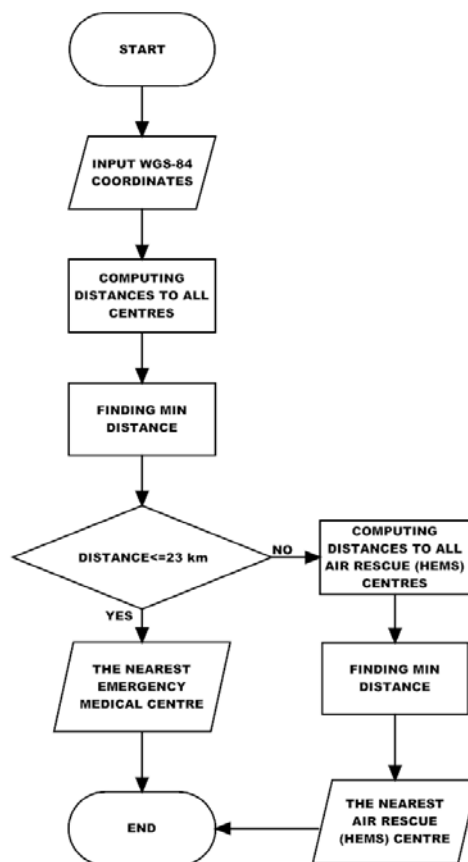 START
INPUT WGS-84
COORDINATES
COMPUTING
DISTANCES TO ALL
CENTRES
FINDING MIN
DISTANCE
DISTANCE<=23 km
NO
YES
COMPUTING
DISTANCES TO ALL
AIR RESCUE (HEMS)
CENTRES
THE NEAREST
EMERGENCY
MEDICAL CENTRE
FINDING MIN
DISTANCE
THE NEAREST
AIR RESCUE
(HEMS) CENTRE
END